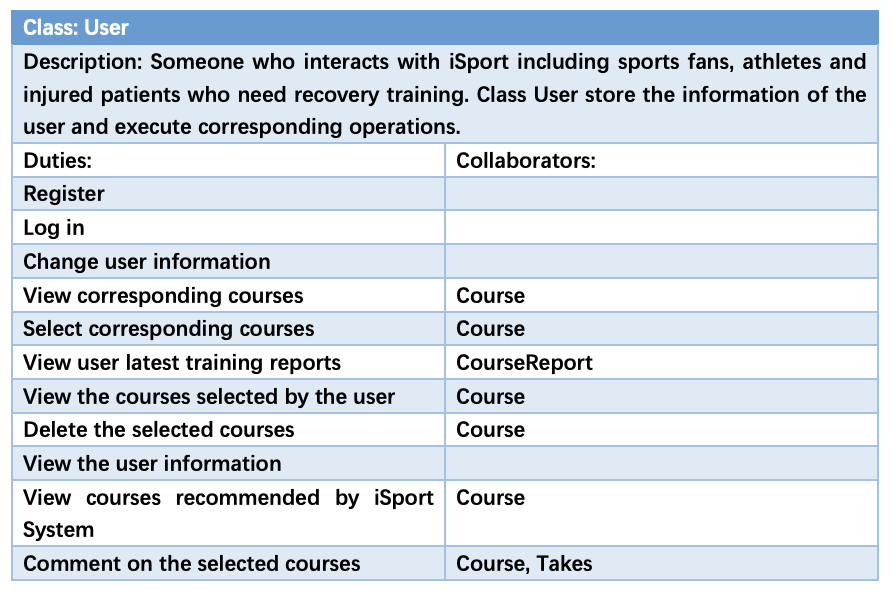 Class: User
Description: Someone who interacts with iSport including sports fans, athletes and
injured patients who need recovery training. Class User store the information of the
user and execute corresponding operations.
Duties: Collaborators:
Register
Log in
Change user information
View corresponding courses Course
Select corresponding courses Course
View user latest training reports CourseReport
View the courses selected by the user Course
Delete the selected courses Course
View the user information
View courses recommended by iSport Course
System
Comment on the selected courses Course, Takes